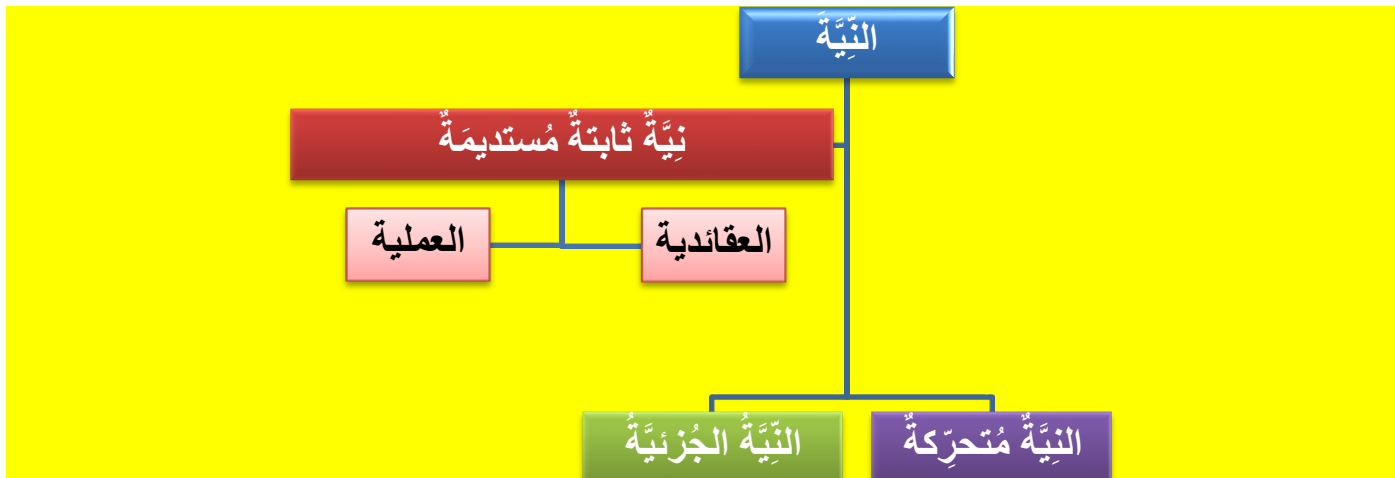 النِّيَّةَ
نِيَّةٌ ثابتةٌ مُستديمَةٌ
العقائدية
العملية
النِيَّةٌ مُتحرِّكةٌ
النِّيَّةُ الجُزئيَّةُ